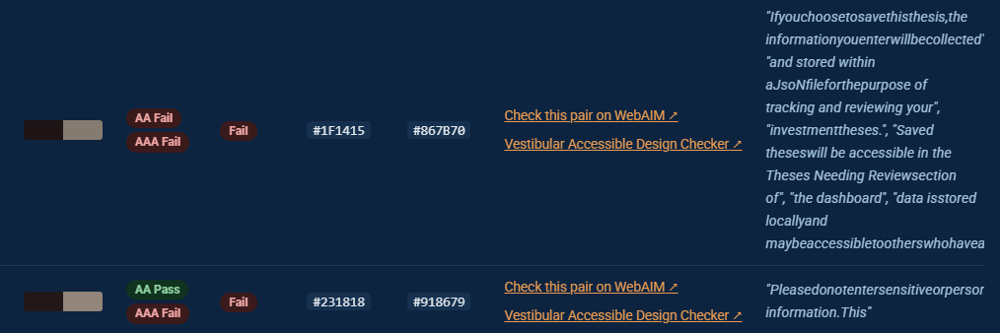 "Ifyouchoosetosavethisthesis,the
informationyouenterwillbecollected"
"and stored within
aJsoNfileforthepurpose of
tracking and reviewing your",
"investmenttheses.", "Saved
theseswill be accessible in the
Theses Needing Reviewsection
of", "the dashboard", "data isstored
locallyand
maybeaccessibletootherswhohavea
AA Fail
AAA Fail
Fail
#1F1415
#867B70
Check this pair on WebAIM ↗
Vestibular Accessible Design Checker ↗
AA Pass
AAA Fail
Fail
#231818
#918679
Check this pair on WebAIM ↗
Vestibular Accessible Design Checker ↗
"Pleasedonotentersensitiveorperson
information.This"